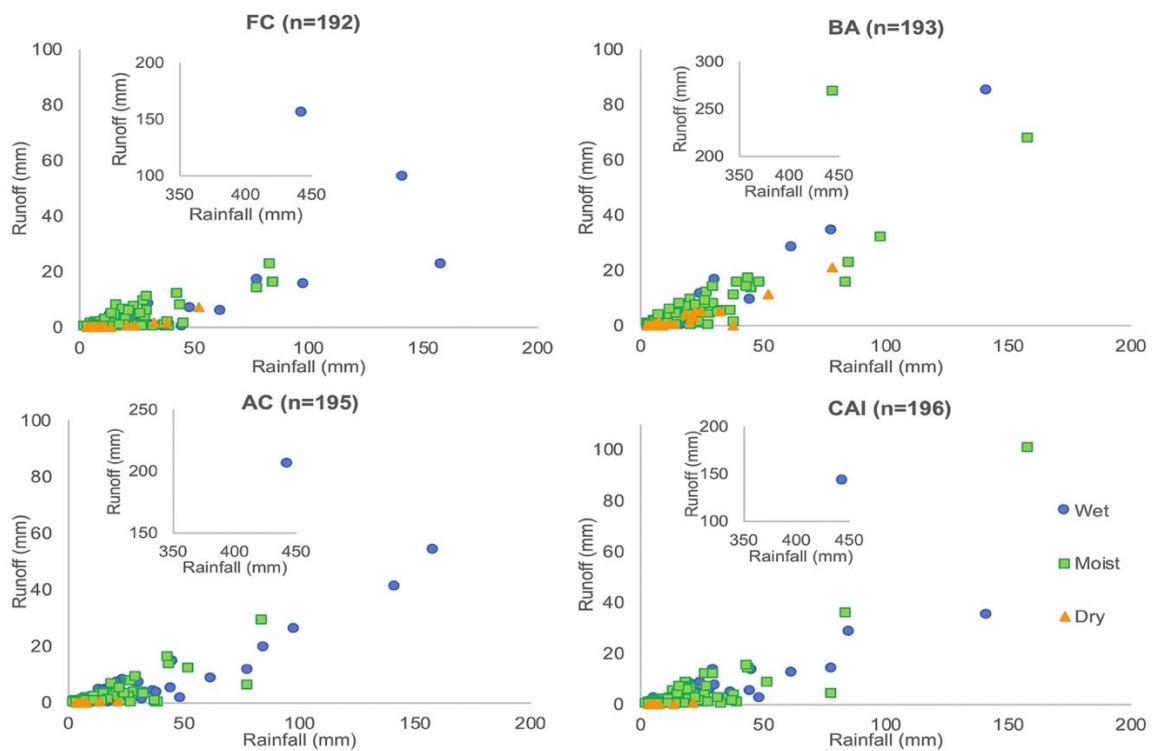 FC (n=192)
100
80
60
40
20
0
Runoff (mm)
200
150
100
Runoff (mm)
350 400 450
Rainfall (mm)
0 50 100 150 200
Rainfall (mm)
BA (n=193)
100
80
60
40
20
0
Runoff (mm)
300
250
200
Runoff (mm)
350 400 450
Rainfall (mm)
0 50 100 150 200
Rainfall (mm)
AC (n=195)
100
80
60
40
20
0
Runoff (mm)
250
200
150
Runoff (mm)
350 400 450
Rainfall (mm)
0 50 100 150 200
Rainfall (mm)
CAI (n=196)
100
80
60
40
20
0
Runoff (mm)
200
150
100
Runoff (mm)
350 400 450
Rainfall (mm)
0 50 100 150 200
Rainfall (mm)
Wet
Moist
Dry